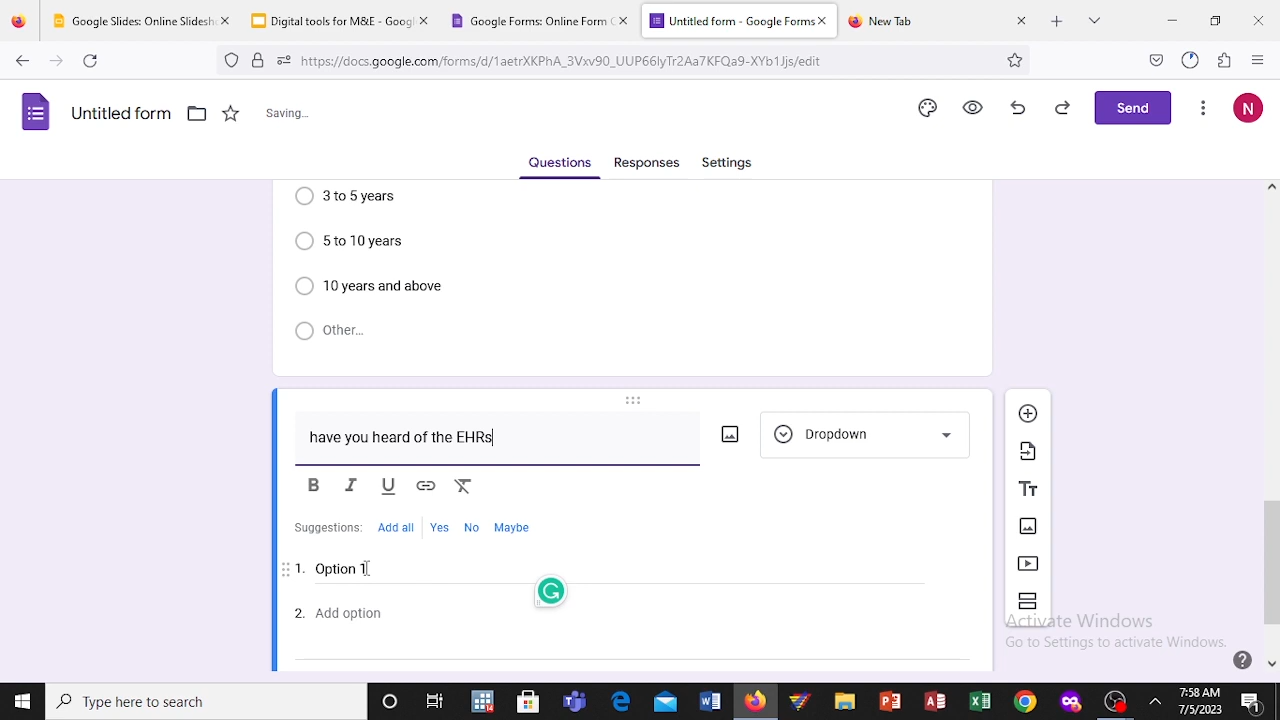 Google Slides: Online Slidesh
Digital tools for M&E - Googl
Google Forms: Online Form C
Untitled form - Google Forms
New Tab
https://docs.google.com/forms/d/1aetrXKPhA_3Vxv90_UUP66lyTr2Aa7KFQa9-XYb1Jjs/edit
Untitled form
Saving...
Send
N
Questions
Responses
Settings
3 to 5 years
5 to 10 years
10 years and above
Other...
have you heard of the EHRs
Dropdown
B I U
Suggestions: Add all Yes No Maybe
1. Option 1
2. Add option
Tt
Activate Windows
Go to Settings to activate Windows.
Type here to search
7:58 AM
7/5/2023